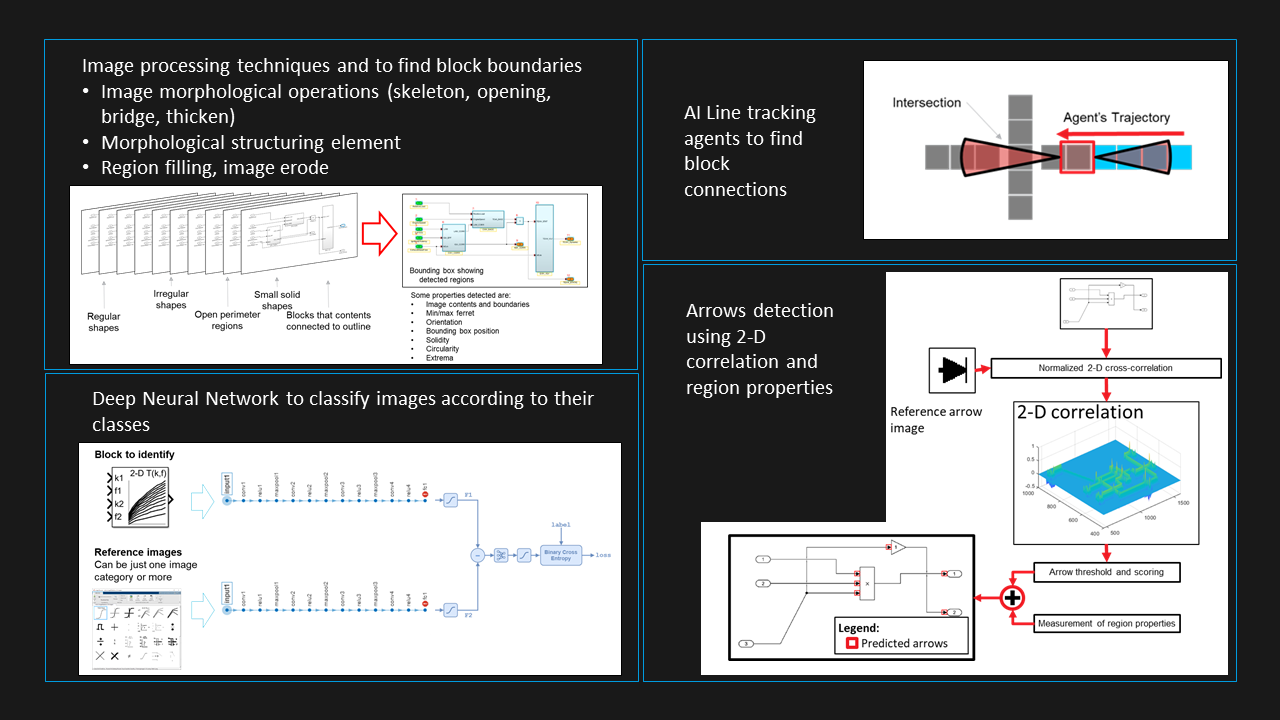 Image processing techniques and to find block boundaries
• Image morphological operations (skeleton, opening,
bridge, thicken)
• Morphological structuring elenent
• Region filling, image erode
Bounding box showing
detected regions
Regular
shapes
Irregular
shapes
Open perimeter
regions
Small solid
shapes
Blocks that contents
connected to outline
Some properties detected are:
• Image contents and boundaries
• Min/max ferret
• Orientation
• Bounding box position
• Solidity
• Circularity
• Extrema
AI Line tracking
agents to find
block
connections
Intersection
Agent's Trajectory
Deep Neural Network to classify images according to their
classes
Block to identify
2-D T(k,f)
k1
f1
k2
f2
input1
conv1
relu1
maxpool1
conv2
relu2
maxpool2
conv3
relu3
maxpool3
conv4
relu4
fc1
F1
label
Binary Cross
Entropy
loss
Reference images
Can be just one image
category or more
input1
conv1
relu1
maxpool1
conv2
relu2
maxpool2
conv3
relu3
maxpool3
conv4
relu4
fc1
F2
Arrows detection
using 2-D
correlation and
region properties
Normalized 2-D cross-correlation
Reference arrow
image
2-D correlation
1
0.5
0
-0.5
1000
800
600
400
500
1000
1500
Arrow threshold and scoring
Measurement of region properties
1
2
3
1
×
1
2
Legend:
Predicted arrows